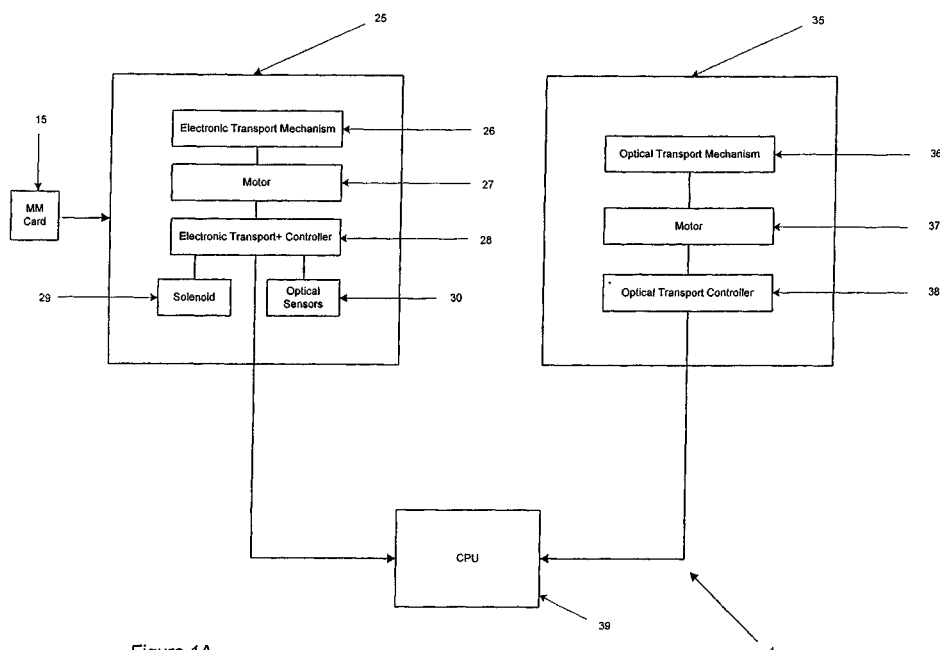 25
35
15
Electronic Transport Mechanism
26
Optical Transport Mechanism
36
MM
Card
Motor
27
Motor
37
Electronic Transport+ Controller
28
29
Solenoid
Optical
Sensors
30
Optical Transport Controller
38
CPU
39
Figure 1A